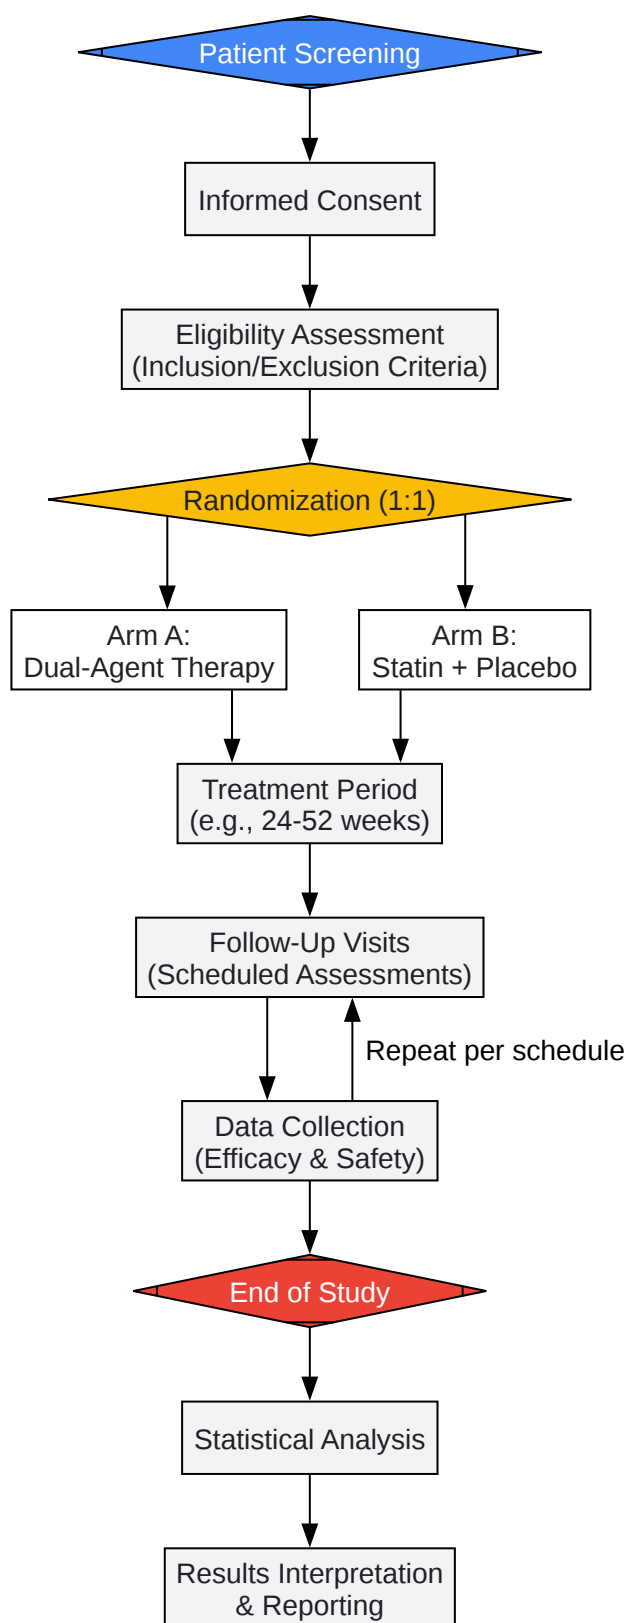 Patient Screening
Informed Consent
Eligibility Assessment
(Inclusion/Exclusion Criteria)
Randomization (1:1)
Arm A:
Dual-Agent Therapy
Arm B:
Statin + Placebo
Treatment Period
(e.g., 24-52 weeks)
Follow-Up Visits
(Scheduled Assessments)
Repeat per schedule
Data Collection
(Efficacy & Safety)
End of Study
Statistical Analysis
Results Interpretation
& Reporting